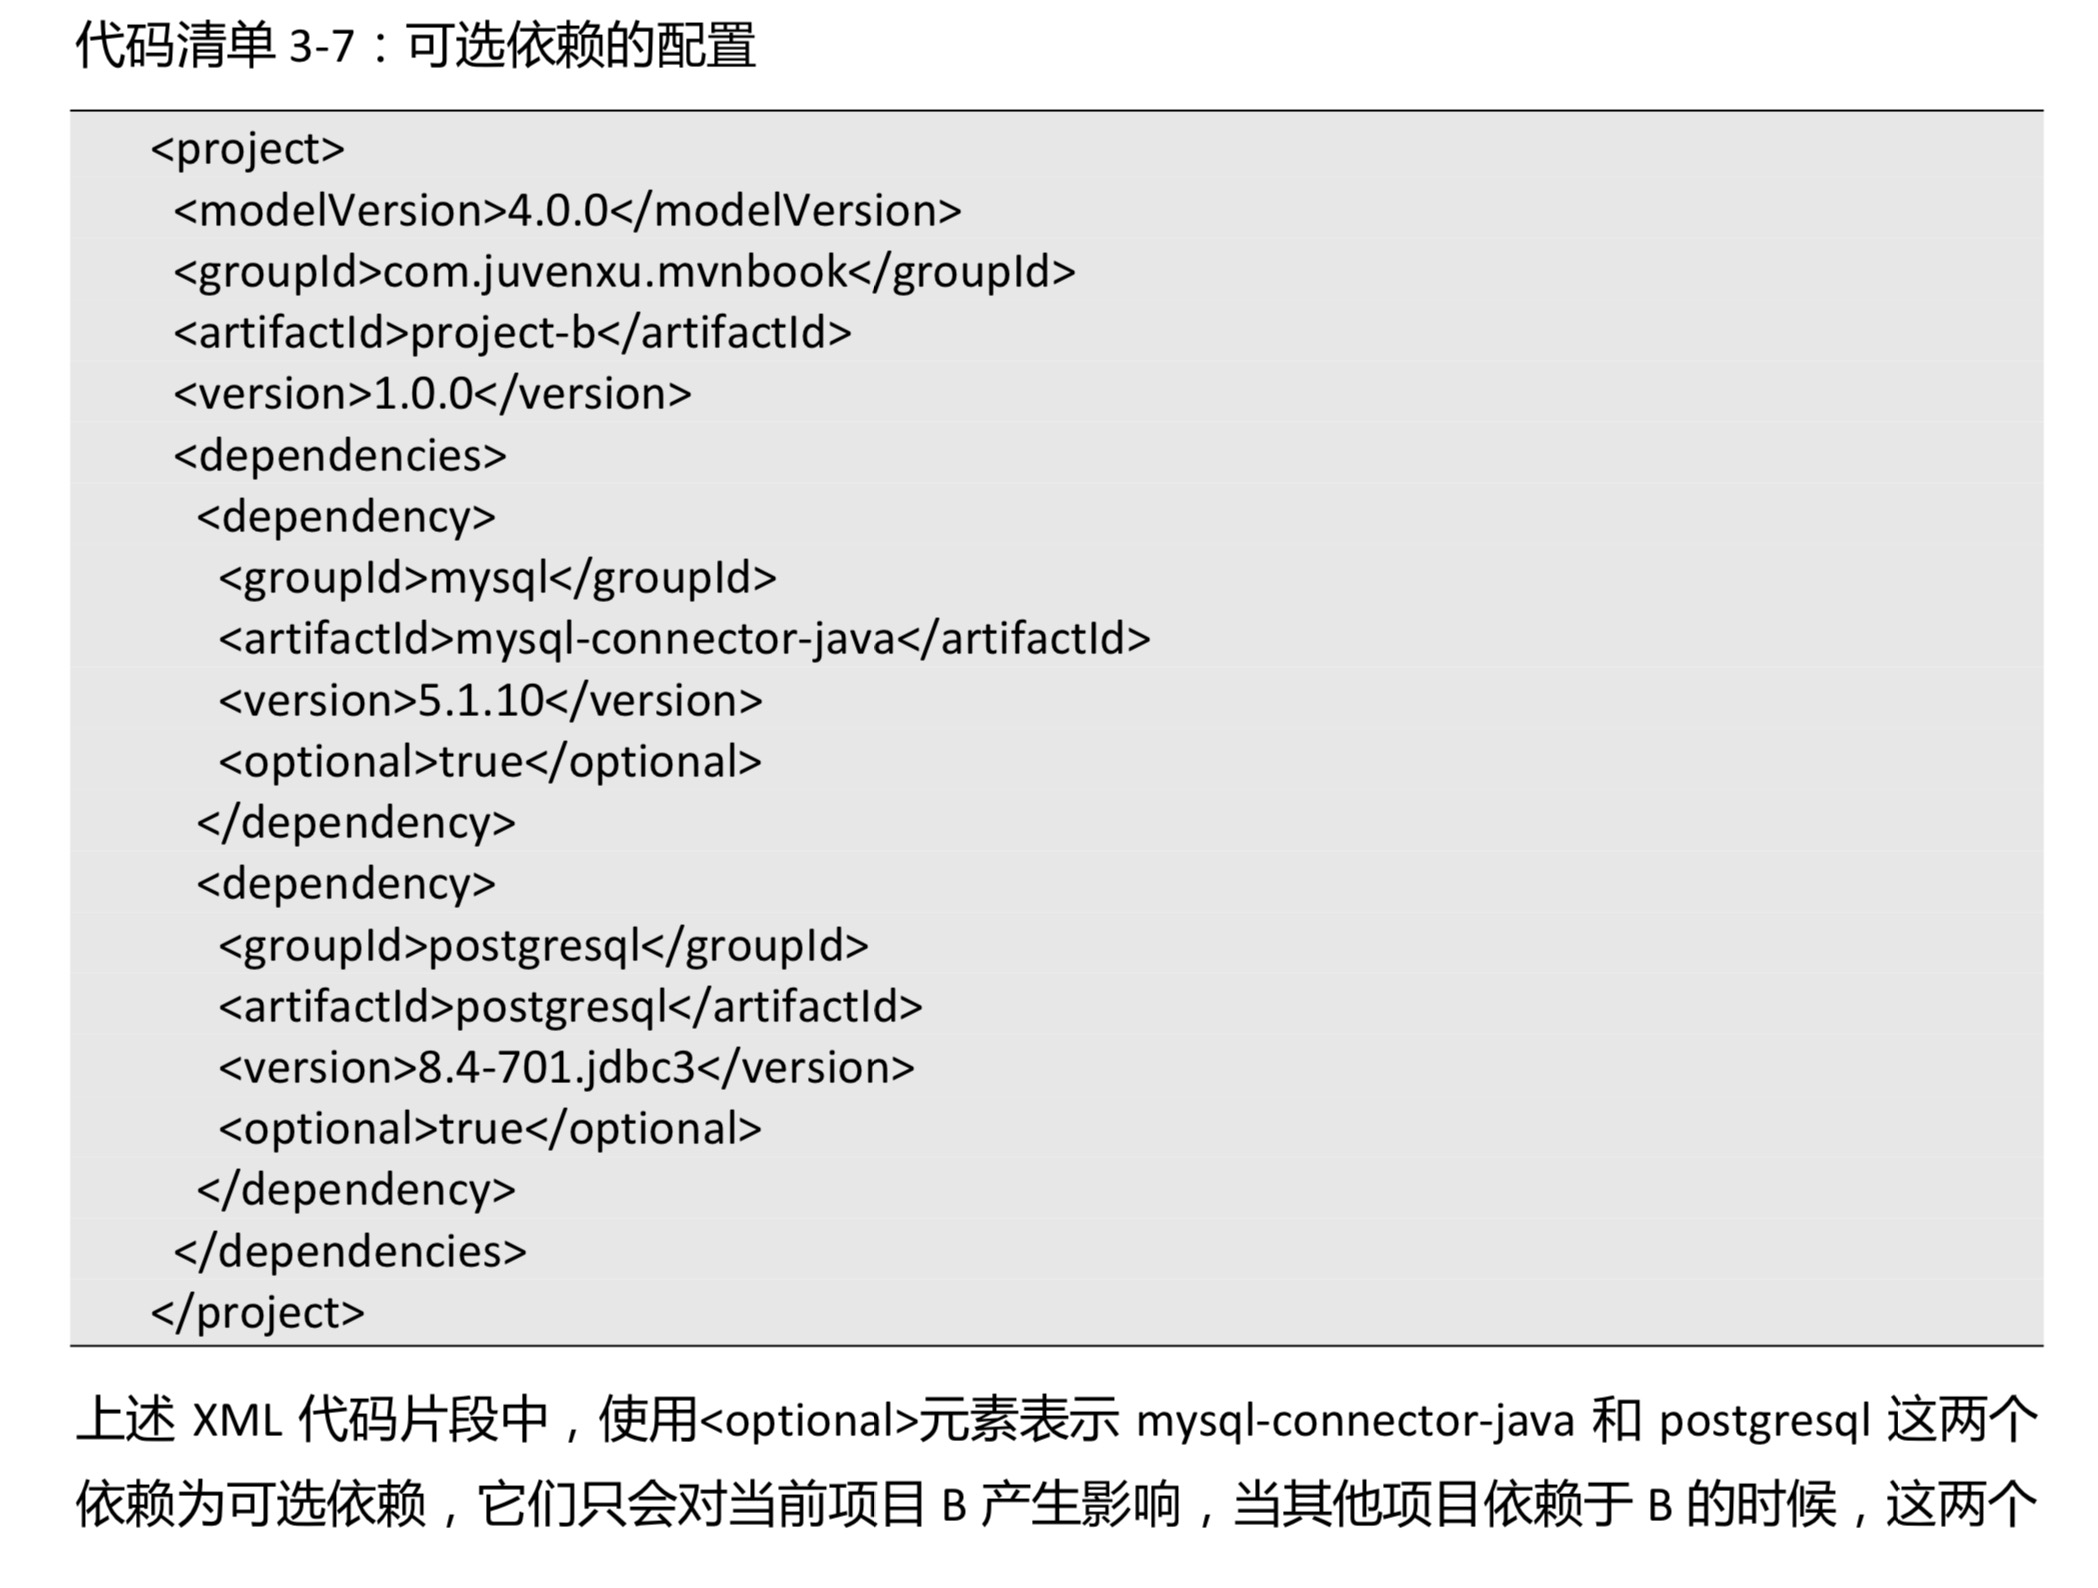 代码清单 3-7：可选依赖的配置
<project>
<modelVersion>4.0.0</modelVersion>
<groupId>com.juvenxu.mvnbook</groupId>
<artifactId>project-b</artifactId>
<version>1.0.0</version>
<dependencies>
<dependency>
<groupId>mysql</groupId>
<artifactId>mysql-connector-java</artifactId>
<version>5.1.10</version>
<optional>true</optional>
</dependency>
<dependency>
<groupId>postgresql</groupId>
<artifactId>postgresql</artifactId>
<version>8.4-701.jdbc3</version>
<optional>true</optional>
</dependency>
</dependencies>
</project>
上述 XML 代码片段中，使用<optional>元素表示 mysql-connector-java 和 postgresql 这两个
依赖为可选依赖，它们只会对当前项目 B 产生影响，当其他项目依赖于 B 的时候，这两个